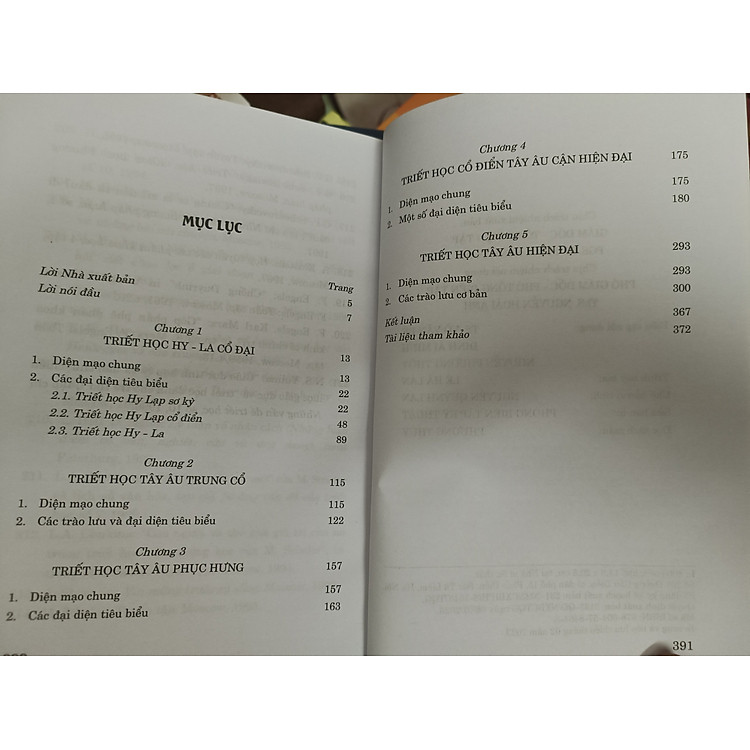 MỤC LỤC
Trang
Lời Nhà xuất bản 5
Lời nói đầu 7
Chương 1
TRIẾT HỌC HY - LA CỔ ĐẠI 13
1. Diện mạo chung 13
2. Các đại diện tiêu biểu 22
2.1. Triết học Hy Lạp sơ kỳ 22
2.2. Triết học Hy Lạp cổ điển 48
2.3. Triết học Hy - La 89
Chương 2
TRIẾT HỌC TÂY ÂU TRUNG CỔ 115
1. Diện mạo chung 115
2. Các trào lưu và đại diện tiêu biểu 122
Chương 3
TRIẾT HỌC TÂY ÂU PHỤC HƯNG 157
1. Diện mạo chung 157
2. Các đại diện tiêu biểu 163
Chương 4
TRIẾT HỌC CỔ ĐIỂN TÂY ÂU CẬN HIỆN ĐẠI 175
1. Diện mạo chung 175
2. Một số đại diện tiêu biểu 180
Chương 5
TRIẾT HỌC TÂY ÂU HIỆN ĐẠI 293
1. Diện mạo chung 293
2. Các trào lưu cơ bản 300
Kết luận 367
Tài liệu tham khảo 372
391